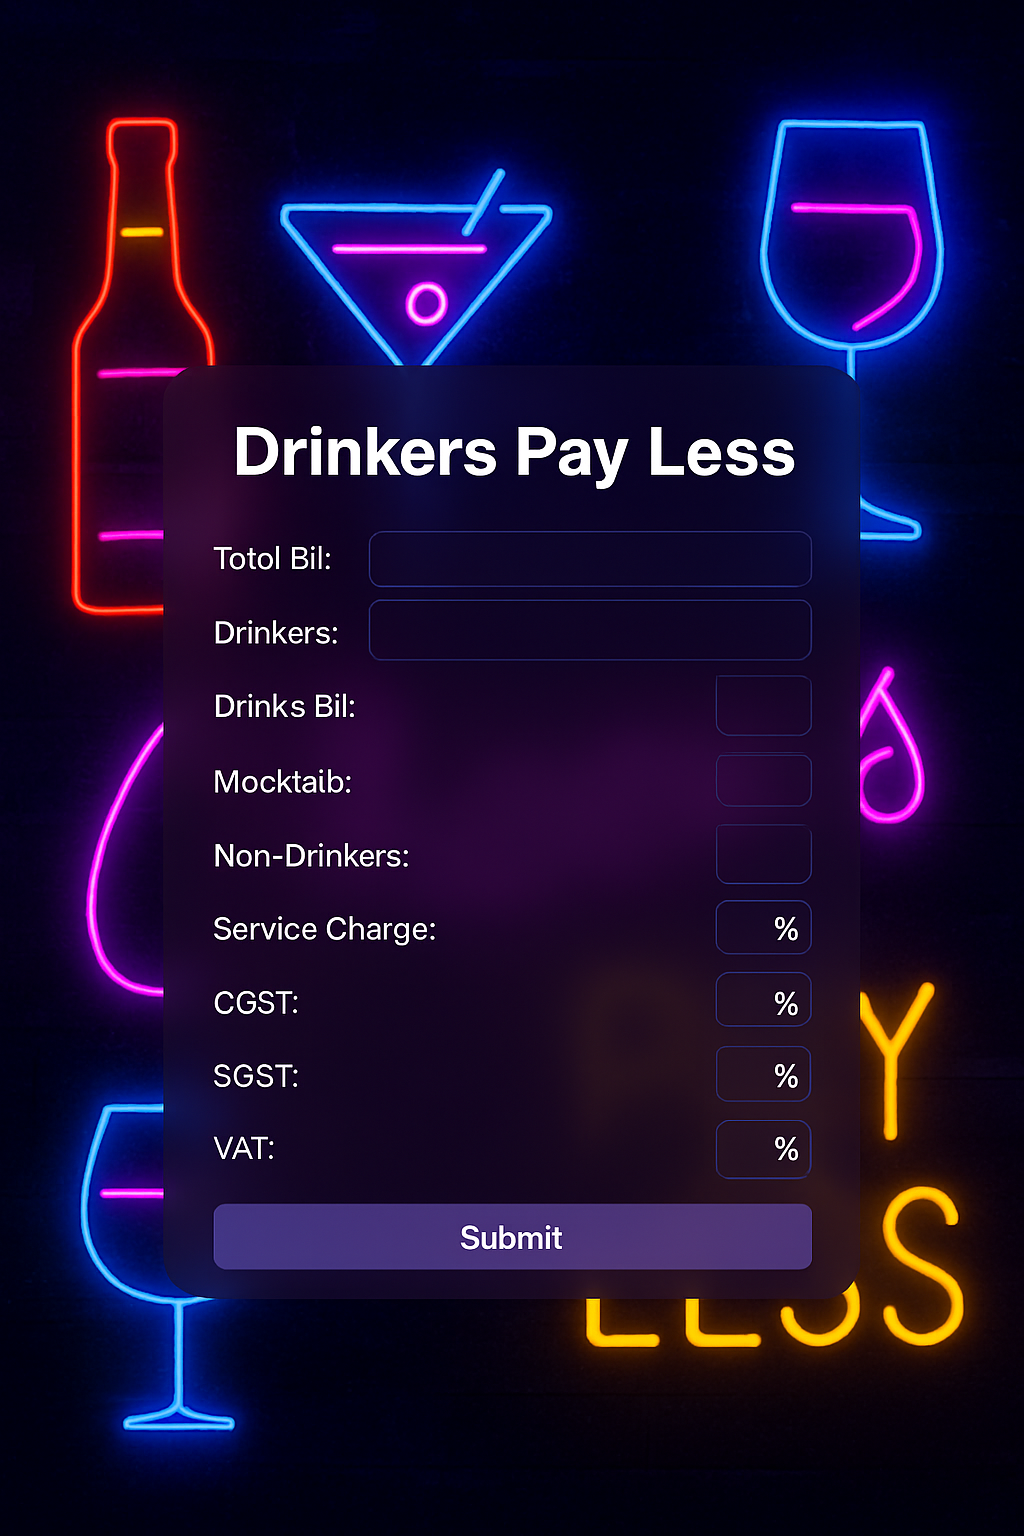 Drinkers Pay Less
Totol Bil:
Drinkers:
Drinks Bil:
Mocktaib:
Non-Drinkers:
Service Charge: %
CGST: %
SGST: %
VAT: %
Submit
Y
LESS